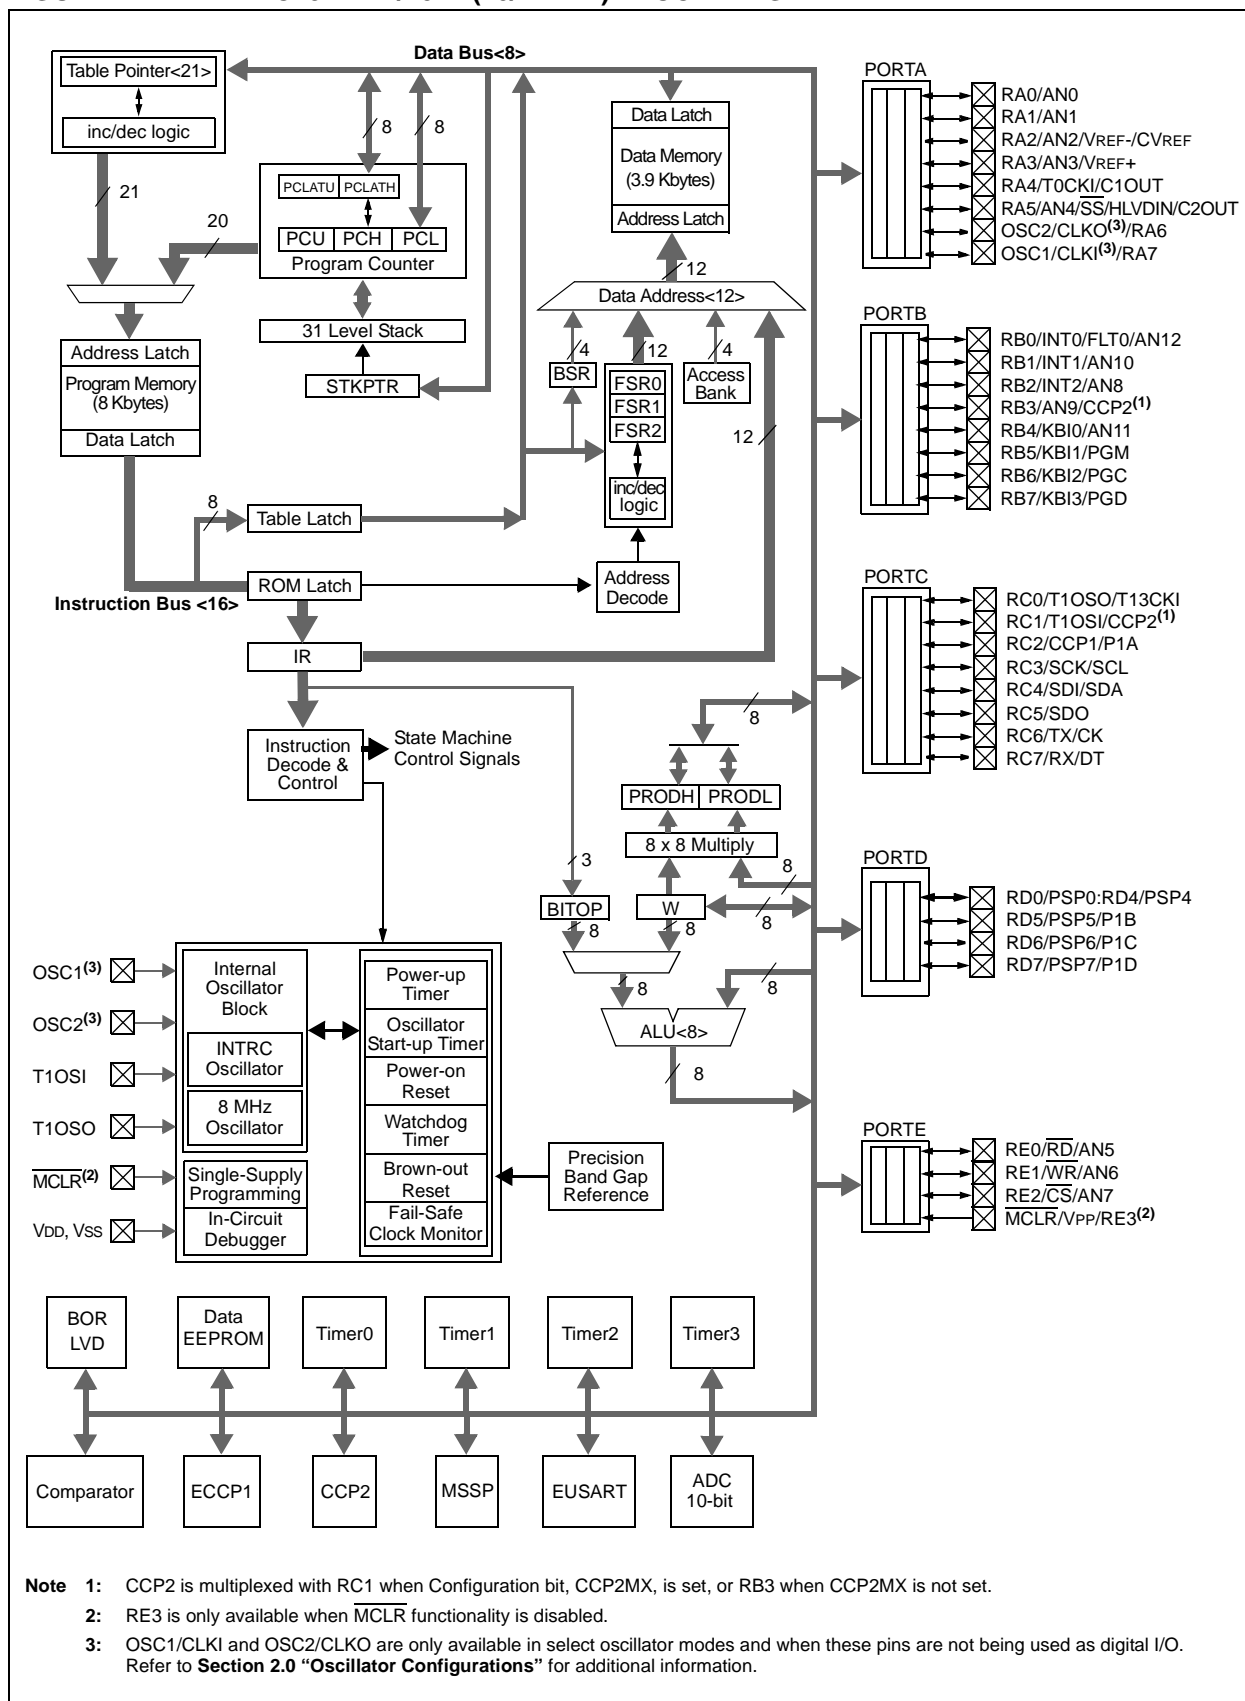 Data Bus<8>
Table Pointer<21>
inc/dec logic
21
20
8
8
PCLATU PCLATH
PCU PCH PCL
Program Counter
31 Level Stack
STKPTR
Address Latch
Program Memory
(8 Kbytes)
Data Latch
Data Latch
Data Memory
(3.9 Kbytes)
Address Latch
12
Data Address<12>
4
12
4
BSR
FSR0
FSR1
FSR2
inc/dec
logic
Access
Bank
12
8
Table Latch
ROM Latch
Instruction Bus <16>
Address
Decode
IR
Instruction
Decode &
Control
State Machine
Control Signals
8
PRODH PRODL
8 x 8 Multiply
3
8
BITOP
W
8
8
8
8
8
ALU<8>
8
OSC1(3)
OSC2(3)
T1OSI
T1OSO
MCLR(2)
VDD, VSS
Internal
Oscillator
Block
INTRC
Oscillator
8 MHz
Oscillator
Single-Supply
Programming
In-Circuit
Debugger
Power-up
Timer
Oscillator
Start-up Timer
Power-on
Reset
Watchdog
Timer
Brown-out
Reset
Fail-Safe
Clock Monitor
Precision
Band Gap
Reference
PORTA
RA0/AN0
RA1/AN1
RA2/AN2/VREF-/CVREF
RA3/AN3/VREF+
RA4/T0CKI/C1OUT
RA5/AN4/SS/HLVDIN/C2OUT
OSC2/CLKO(3)/RA6
OSC1/CLKI(3)/RA7
PORTB
RB0/INT0/FLT0/AN12
RB1/INT1/AN10
RB2/INT2/AN8
RB3/AN9/CCP2(1)
RB4/KBI0/AN11
RB5/KBI1/PGM
RB6/KBI2/PGC
RB7/KBI3/PGD
PORTC
RC0/T1OSO/T13CKI
RC1/T1OSI/CCP2(1)
RC2/CCP1/P1A
RC3/SCK/SCL
RC4/SDI/SDA
RC5/SDO
RC6/TX/CK
RC7/RX/DT
PORTD
RD0/PSP0:RD4/PSP4
RD5/PSP5/P1B
RD6/PSP6/P1C
RD7/PSP7/P1D
PORTE
RE0/RD/AN5
RE1/WR/AN6
RE2/CS/AN7
MCLR/VPP/RE3(2)
BOR
LVD
Data
EEPROM
Timer0
Timer1
Timer2
Timer3
Comparator
ECCP1
CCP2
MSSP
EUSART
ADC
10-bit
Note 1: CCP2 is multiplexed with RC1 when Configuration bit, CCP2MX, is set, or RB3 when CCP2MX is not set.
2: RE3 is only available when MCLR functionality is disabled.
3: OSC1/CLKI and OSC2/CLKO are only available in select oscillator modes and when these pins are not being used as digital I/O.
Refer to Section 2.0 “Oscillator Configurations” for additional information.